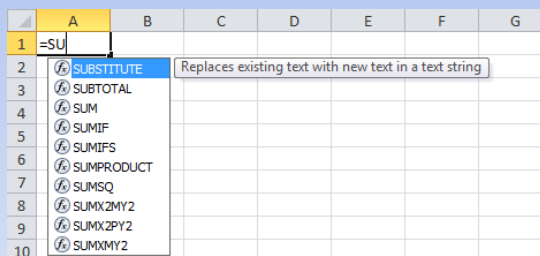 A B C D E F G
1 =SU
2 SUBSTITUTE Replaces existing text with new text in a text string
3 SUBTOTAL
4 SUM
5 SUMIF
6 SUMIFS
7 SUMPRODUCT
8 SUMSQ
9 SUMX2MY2
SUMX2PY2
10 SUMXMY2